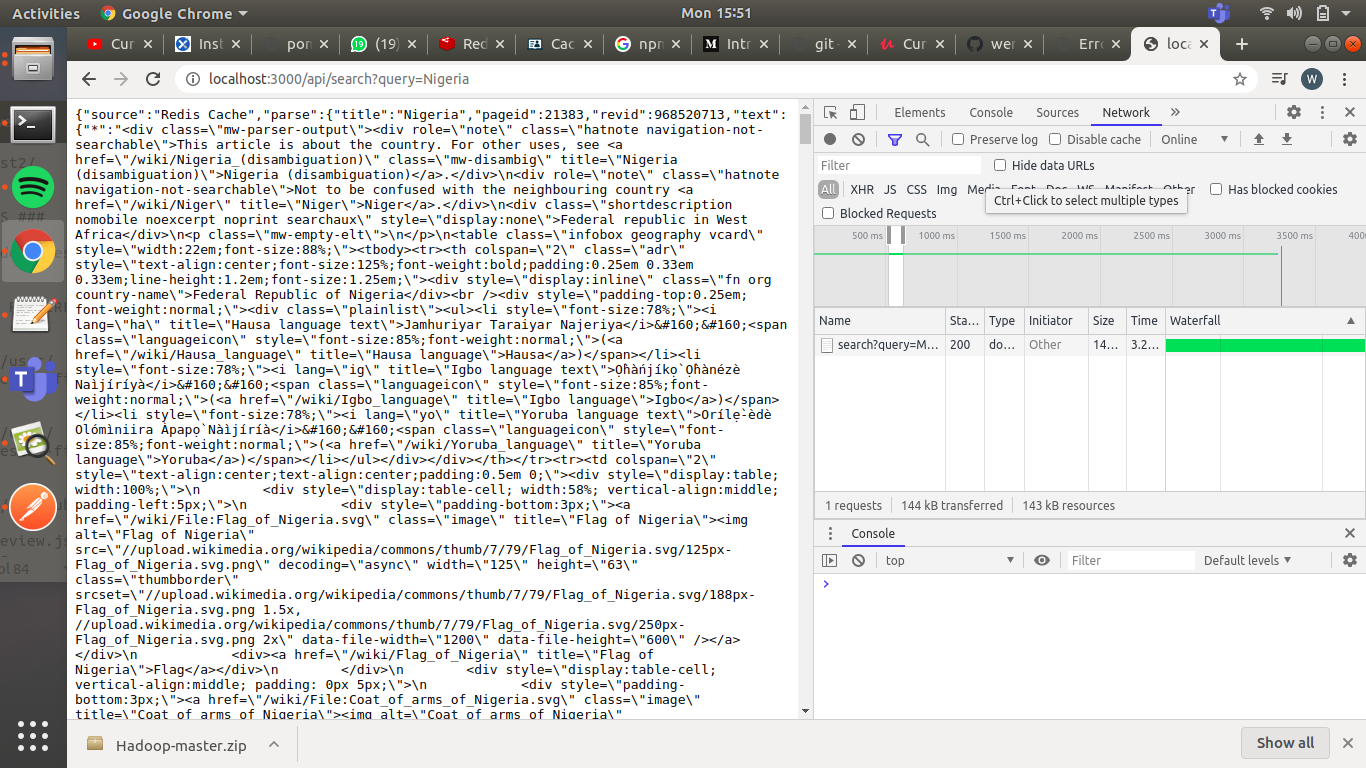 Activities
Google Chrome
Mon 15:51
Cur
Inst
por
(19)
Red
Cac
npr
Intr
git
Cur
wer
Erro
loca
localhost:3000/api/search?query=Nigeria
W
{"source":"Redis Cache","parse":{"title":"Nigeria","pageid":21383,"revid":968520713,"text":
{"*":"<div class=\"mw-parser-output\"><div role=\"note\" class=\"hatnote navigation-not-
searchable\">This article is about the country. For other uses, see <a
href=\"/wiki/Nigeria_(disambiguation)\" class=\"mw-disambig\" title=\"Nigeria
(disambiguation)\">Nigeria (disambiguation)</a>.</div>\n<div role=\"note\" class=\"hatnote
navigation-not-searchable\">Not to be confused with the neighbouring country <a
href=\"/wiki/Niger\" title=\"Niger\">Niger</a>.</div>\n<div class=\"shortdescription
nomobile noexcerpt noprint searchaux\" style=\"display:none\">Federal republic in West
Africa</div>\n<p class=\"mw-empty-elt\">\n</p>\n<table class=\"infobox geography vcard\"
style=\"width:22em;font-size:88%;\"><tbody><tr><th colspan=\"2\" class=\"adr\"
style=\"text-align:center;font-size:125%;font-weight:bold;padding:0.25em 0.33em
0.33em;line-height:1.2em;font-size:1.25em;\"><div style=\"display:inline\" class=\"fn org
country-name\">Federal Republic of Nigeria</div><br /><div style=\"padding-top:0.25em;
font-weight:normal;\"><div class=\"plainlist\"><ul><li style=\"font-size:78%;\"><i
lang=\"ha\" title=\"Hausa language text\">Jamhuriyar Taraiyar Najeriya</i>&#160;&#160;<span
class=\"languageicon\" style=\"font-size:85%;font-weight:normal;\">(<a
href=\"/wiki/Hausa_language\" title=\"Hausa language\">Hausa</a>)</span></li><li
style=\"font-size:78%;\"><i lang=\"ig\" title=\"Igbo language text\">Ọ̀hàńjíkọ̀ Ọ̀hànézè
Naìjíríyà</i>&#160;&#160;<span class=\"languageicon\" style=\"font-size:85%;font-
weight:normal;\">(<a href=\"/wiki/Igbo_language\" title=\"Igbo language\">Igbo</a>)</span>
</li><li style=\"font-size:78%;\"><i lang=\"yo\" title=\"Yoruba language text\">Orílẹ̀-èdè
Olómìniira Àpapọ̀ Nàìjíríà</i>&#160;&#160;<span class=\"languageicon\" style=\"font-
size:85%;font-weight:normal;\">(<a href=\"/wiki/Yoruba_language\" title=\"Yoruba
language\">Yoruba</a>)</span></li></ul></div></div></th></tr><tr><td colspan=\"2\"
style=\"text-align:center;text-align:center;padding:0.5em 0;\"><div style=\"display:table;
width:100%;\">\n <div style=\"display:table-cell; width:58%; vertical-align:middle;
padding-left:5px;\">\n <div style=\"padding-bottom:3px;\"><a
href=\"/wiki/File:Flag_of_Nigeria.svg\" class=\"image\" title=\"Flag of Nigeria\"><img
alt=\"Flag of Nigeria\"
src=\"//upload.wikimedia.org/wikipedia/commons/thumb/7/79/Flag_of_Nigeria.svg/125px-
Flag_of_Nigeria.svg.png\" decoding=\"async\" width=\"125\" height=\"63\"
class=\"thumbborder\"
srcset=\"//upload.wikimedia.org/wikipedia/commons/thumb/7/79/Flag_of_Nigeria.svg/188px-
Flag_of_Nigeria.svg.png 1.5x,
//upload.wikimedia.org/wikipedia/commons/thumb/7/79/Flag_of_Nigeria.svg/250px-
Flag_of_Nigeria.svg.png 2x\" data-file-width=\"1200\" data-file-height=\"600\" /></a>
</div>\n <div><a href=\"/wiki/Flag_of_Nigeria\" title=\"Flag of
Nigeria\">Flag</a></div>\n </div>\n <div style=\"display:table-cell;
vertical-align:middle; padding: 0px 5px;\">\n <div style=\"padding-
bottom:3px;\"><a href=\"/wiki/File:Coat_of_arms_of_Nigeria.svg\" class=\"image\"
title=\"Coat of arms of Nigeria\"><img alt=\"Coat of arms of Nigeria\"
Elements
Console
Sources
Network
Preserve log
Disable cache
Online
Filter
Hide data URLs
All XHR JS CSS Img Media Font Doc WS Manifest Other
Has blocked cookies
Ctrl+Click to select multiple types
Blocked Requests
500 ms 1000 ms 1500 ms 2000 ms 2500 ms 3000 ms 3500 ms 4000
Name Sta... Type Initiator Size Time Waterfall
search?query=M... 200 do... Other 14... 3.2...
1 requests 144 kB transferred 143 kB resources
Console
top
Filter
Default levels
Hadoop-master.zip
Show all